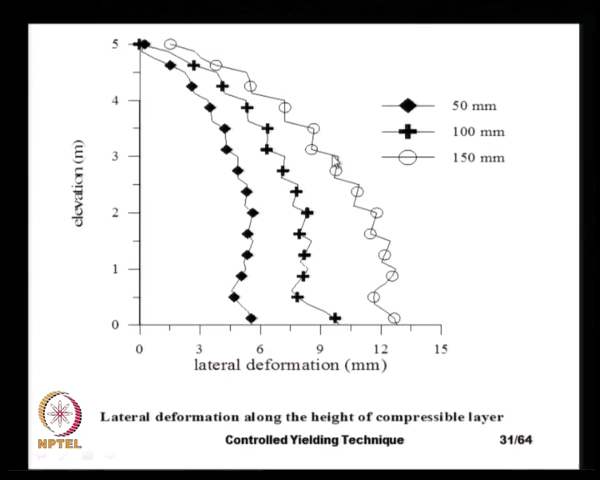 5
4
3
2
1
0
elevation (m)
50 mm
100 mm
150 mm
0 3 6 9 12 15
lateral deformation (mm)
Lateral deformation along the height of compressible layer
NPTEL
Controlled Yielding Technique
31/64